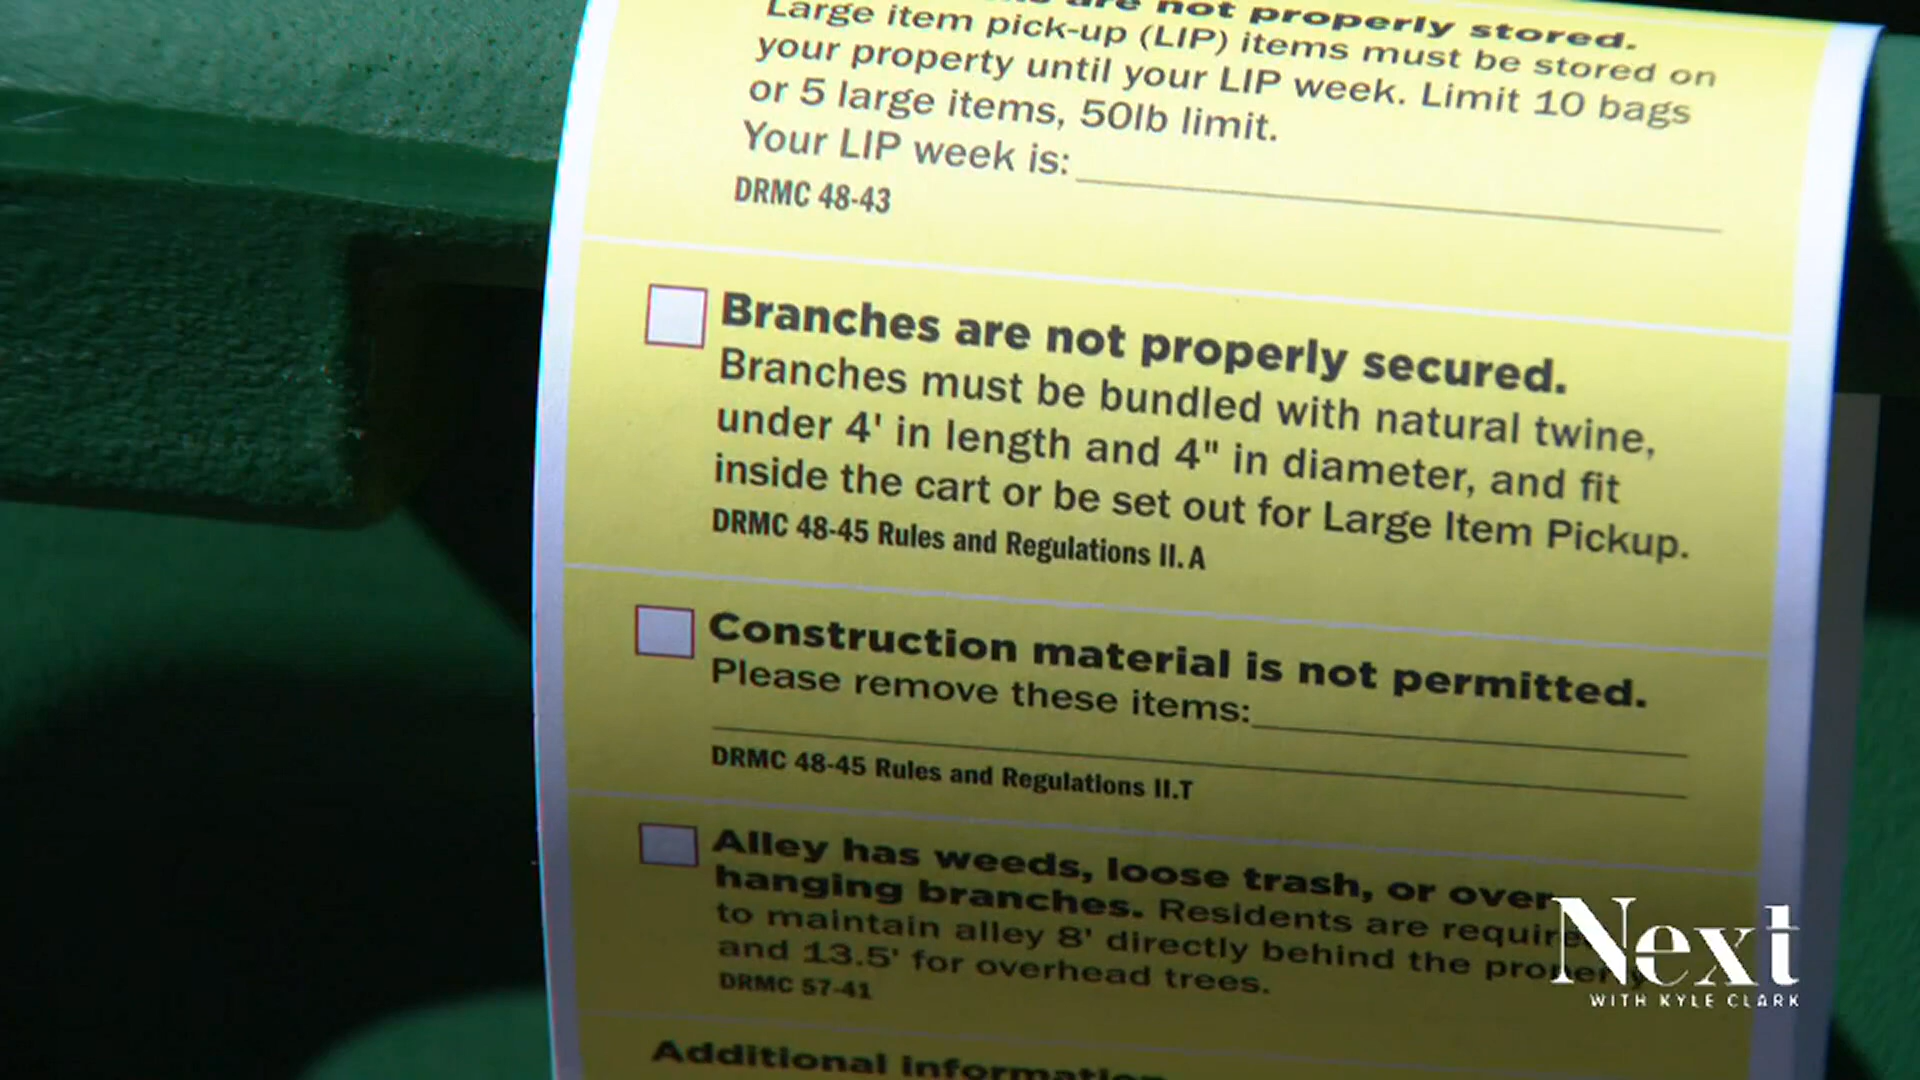 are not properly stored.
Large item pick-up (LIP) items must be stored on
your property until your LIP week. Limit 10 bags
or 5 large items, 50lb limit.
Your LIP week is:
DRMC 48-43
Branches are not properly secured.
Branches must be bundled with natural twine,
under 4' in length and 4" in diameter, and fit
inside the cart or be set out for Large Item Pickup.
DRMC 48-45 Rules and Regulations II. A
Construction material is not permitted.
Please remove these items:
DRMC 48-45 Rules and Regulations II.T
Alley has weeds, loose trash, or over
hanging branches. Residents are require
to maintain alley 8' directly behind the property
and 13.5' for overhead trees.
DRMC 57-41
Additional information
Next
WITH KYLE CLARK